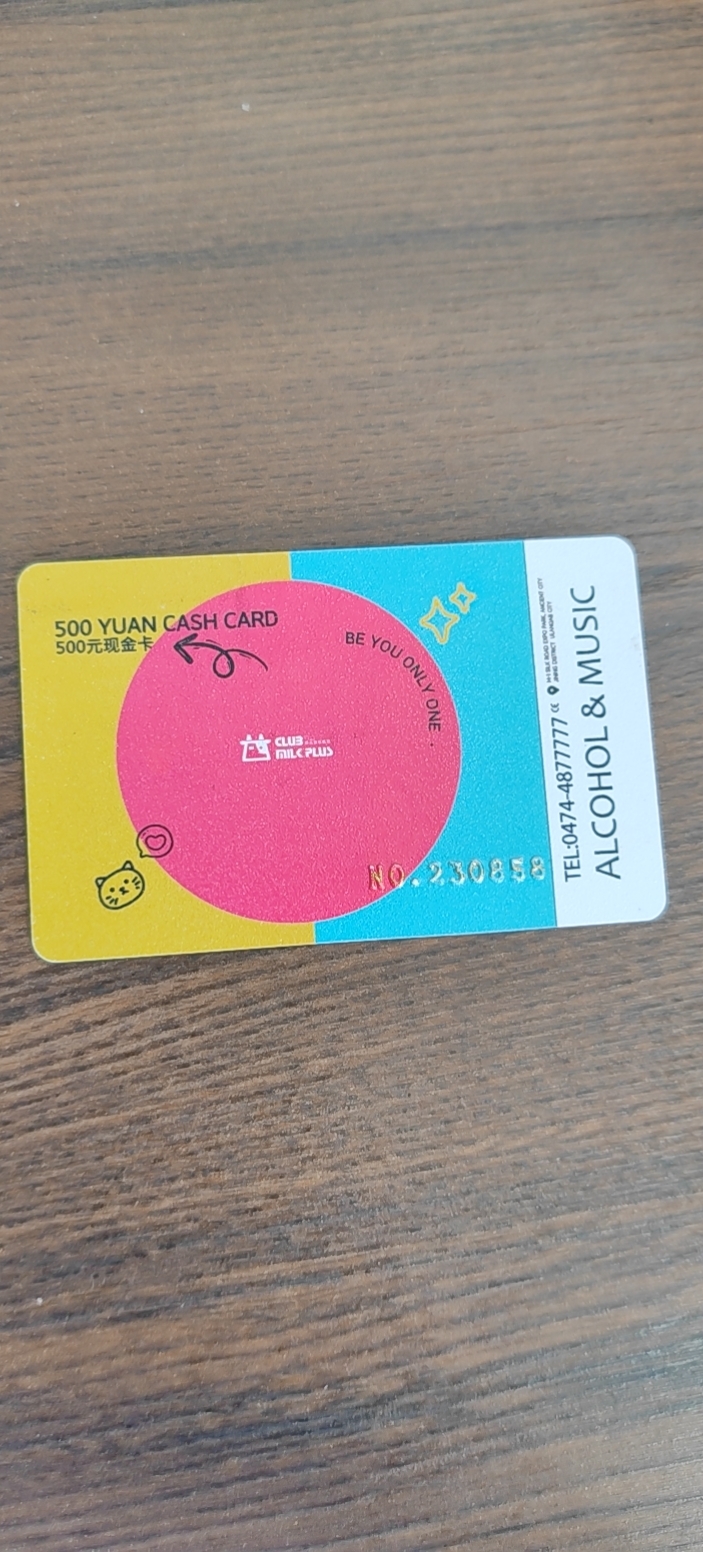 500 YUAN CASH CARD
500元现金卡
BE YOU ONLY ONE ·
CLUB
MILK PLUS
NO.230858
TEL:0474-4877777
ALCOHOL & MUSIC